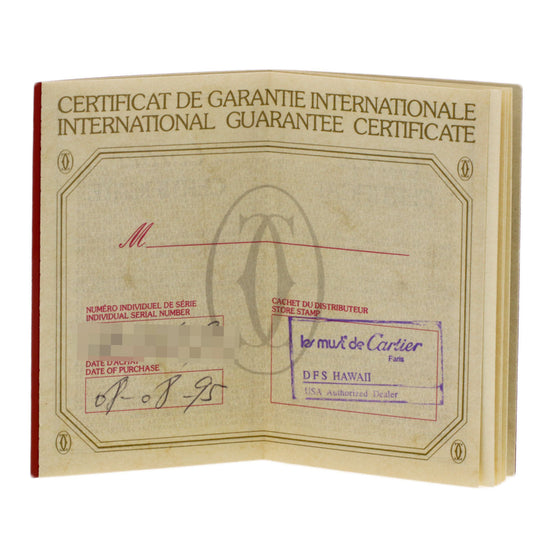 CERTIFICAT DE GARANTIE INTERNATIONALE
INTERNATIONAL GUARANTEE CERTIFICATE
M
NUMÉRO INDIVIDUEL DE SÉRIE
INDIVIDUAL SERIAL NUMBER
DATE D'ACHAT
DATE OF PURCHASE
08-08-95
CACHET DU DISTRIBUTEUR
STORE STAMP
les must de Cartier
Paris
DFS HAWAII
USA Authorized Dealer